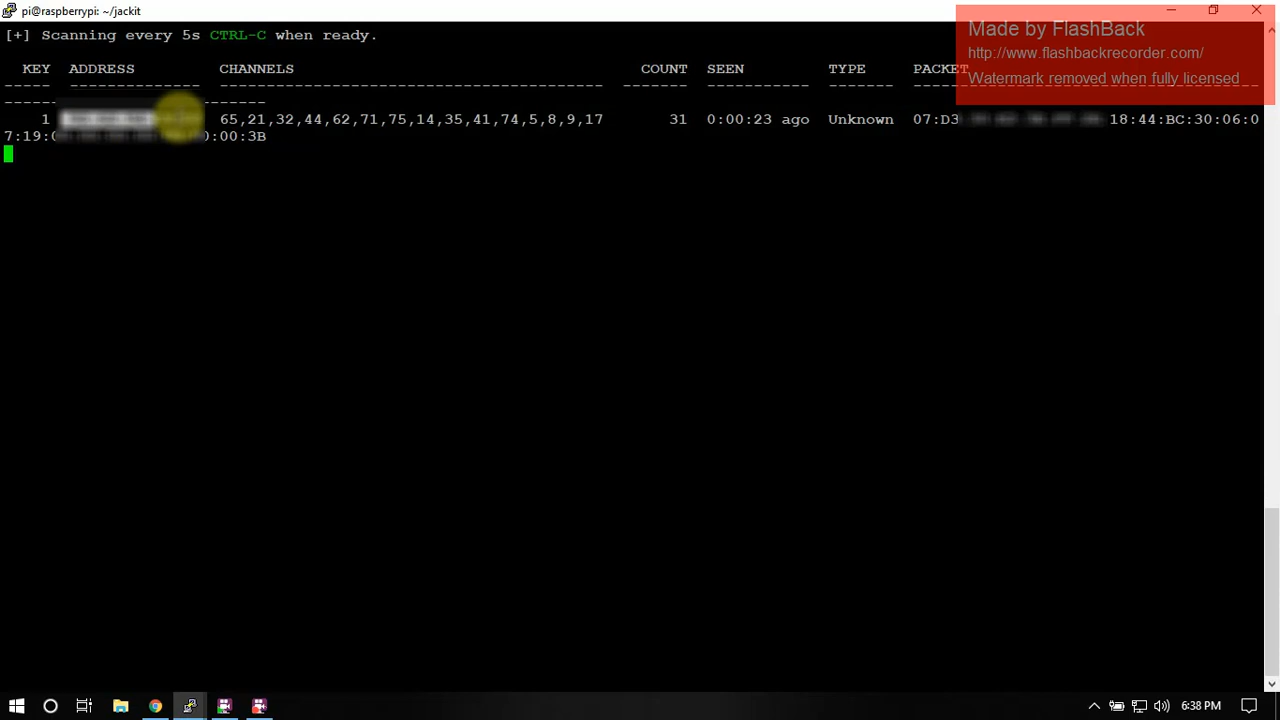 pi@raspberrypi: ~/jackit
Made by FlashBack
http://www.flashbackrecorder.com/
Watermark removed when fully licensed
[+] Scanning every 5s CTRL-C when ready.
KEY ADDRESS CHANNELS COUNT SEEN TYPE PACKET
1 65,21,32,44,62,71,75,14,35,41,74,5,8,9,17 31 0:00:23 ago Unknown 07:D3 18:44:BC:30:06:0
7:19:0 :00:3B
6:38 PM